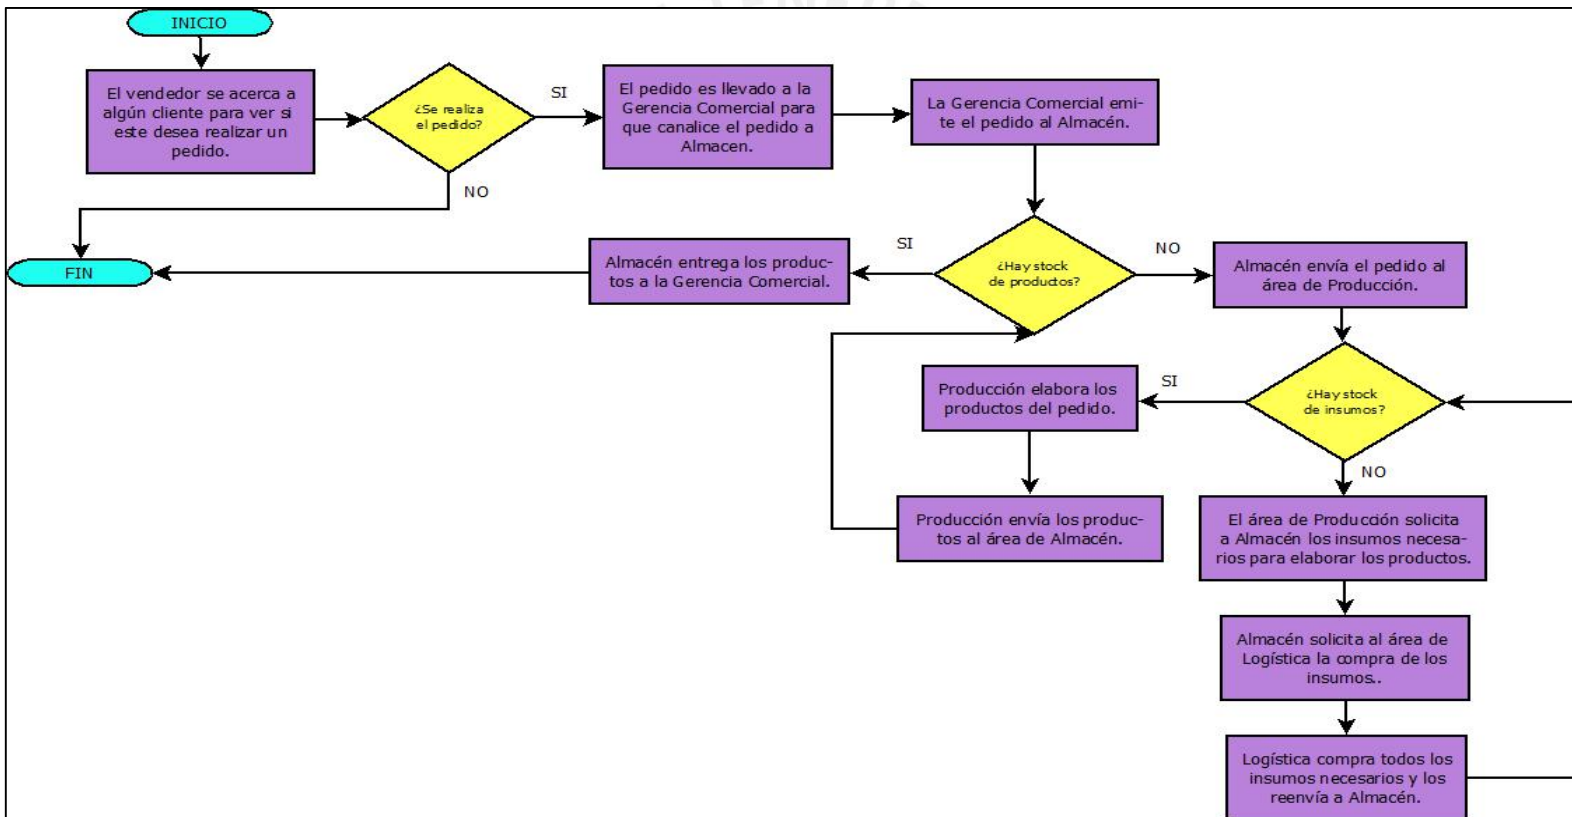 INICIO
El vendedor se acerca a
algún cliente para ver si
este desea realizar un
pedido.
¿Se realiza
el pedido?
SI
El pedido es llevado a la
Gerencia Comercial para
que canalice el pedido a
Almacen.
La Gerencia Comercial emi-
te el pedido al Almacén.
NO
FIN
Almacén entrega los produc-
tos a la Gerencia Comercial.
SI
¿Hay stock
de productos?
NO
Almacén envía el pedido al
área de Producción.
Producción elabora los
productos del pedido.
SI
¿Hay stock
de insumos?
NO
Producción envía los produc-
tos al área de Almacén.
El área de Producción solicita
a Almacén los insumos necesa-
rios para elaborar los productos.
Almacén solicita al área de
Logística la compra de los
insumos..
Logística compra todos los
insumos necesarios y los
reenvía a Almacén.